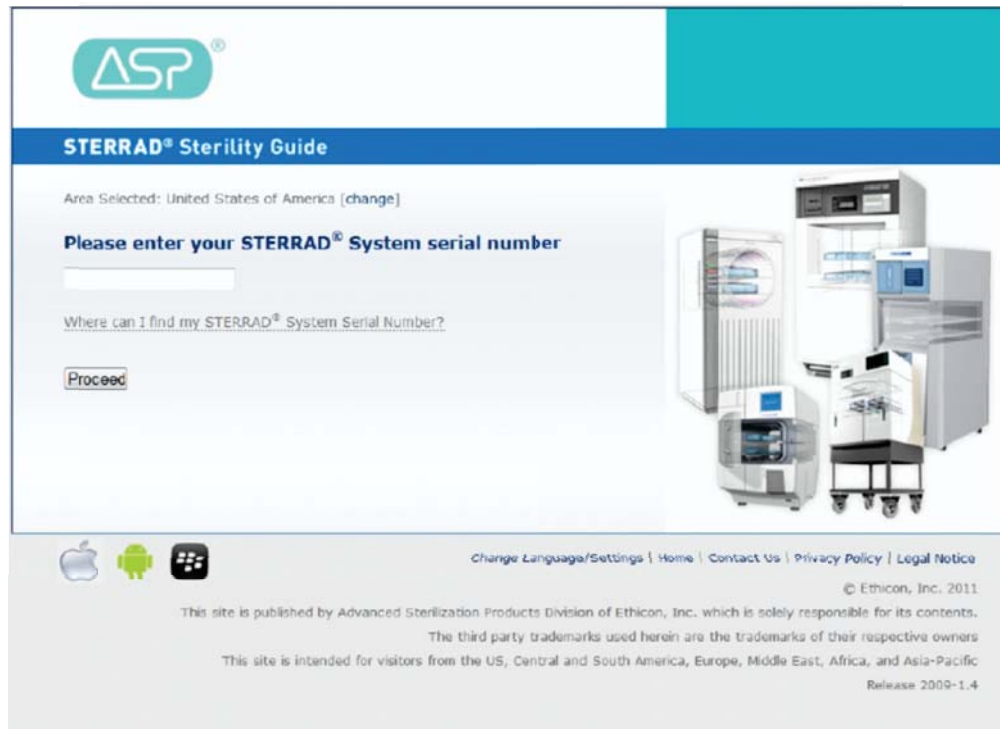 ASP®
STERRAD® Sterility Guide
Area Selected: United States of America [change]
Please enter your STERRAD® System serial number
Where can I find my STERRAD® System Serial Number?
Proceed
Change Language/Settings | Home | Contact Us | Privacy Policy | Legal Notice
© Ethicon, Inc. 2011
This site is published by Advanced Sterilization Products Division of Ethicon, Inc. which is solely responsible for its contents.
The third party trademarks used herein are the trademarks of their respective owners
This site is intended for visitors from the US, Central and South America, Europe, Middle East, Africa, and Asia-Pacific
Release 2009-1.4